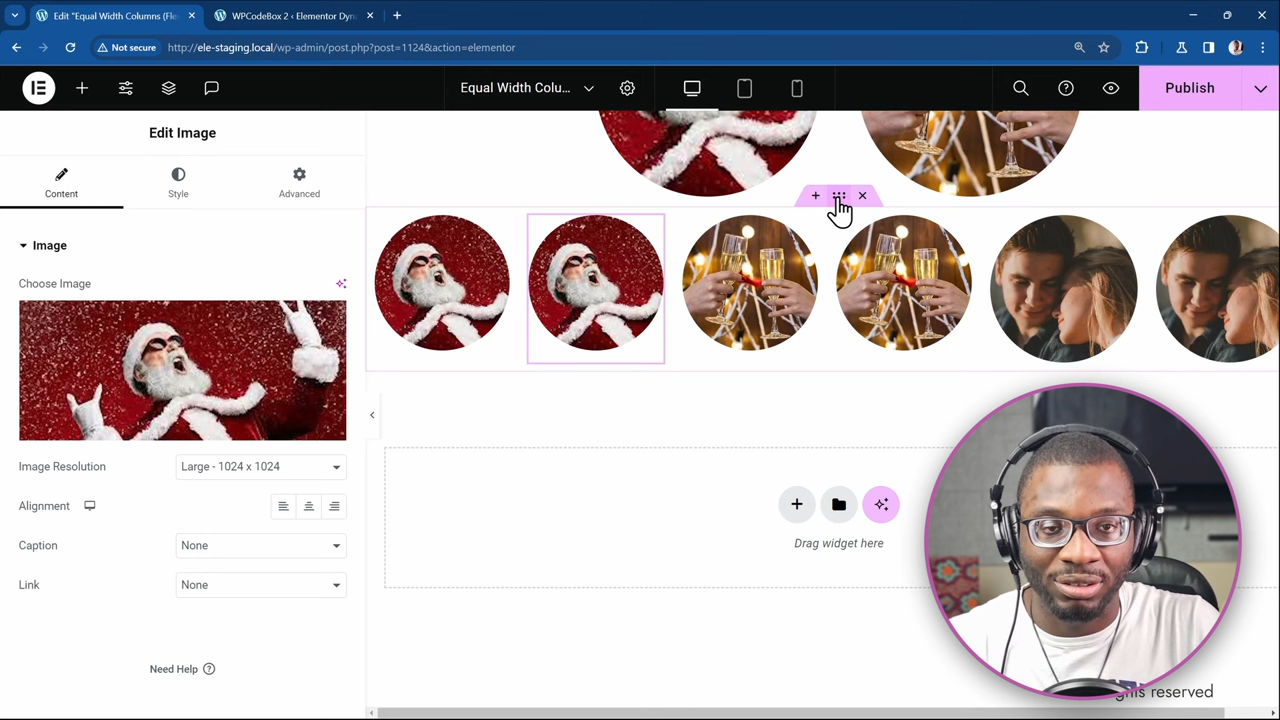 Edit "Equal Width Columns (Fle
WPCodeBox 2 ‹ Elementor Dyn
Not secure
http://ele-staging.local/wp-admin/post.php?post=1124&action=elementor
Equal Width Colu...
Publish
Edit Image
Content
Style
Advanced
Image
Choose Image
Image Resolution
Large - 1024 x 1024
Alignment
Caption
None
Link
None
Need Help
Drag widget here
reserved